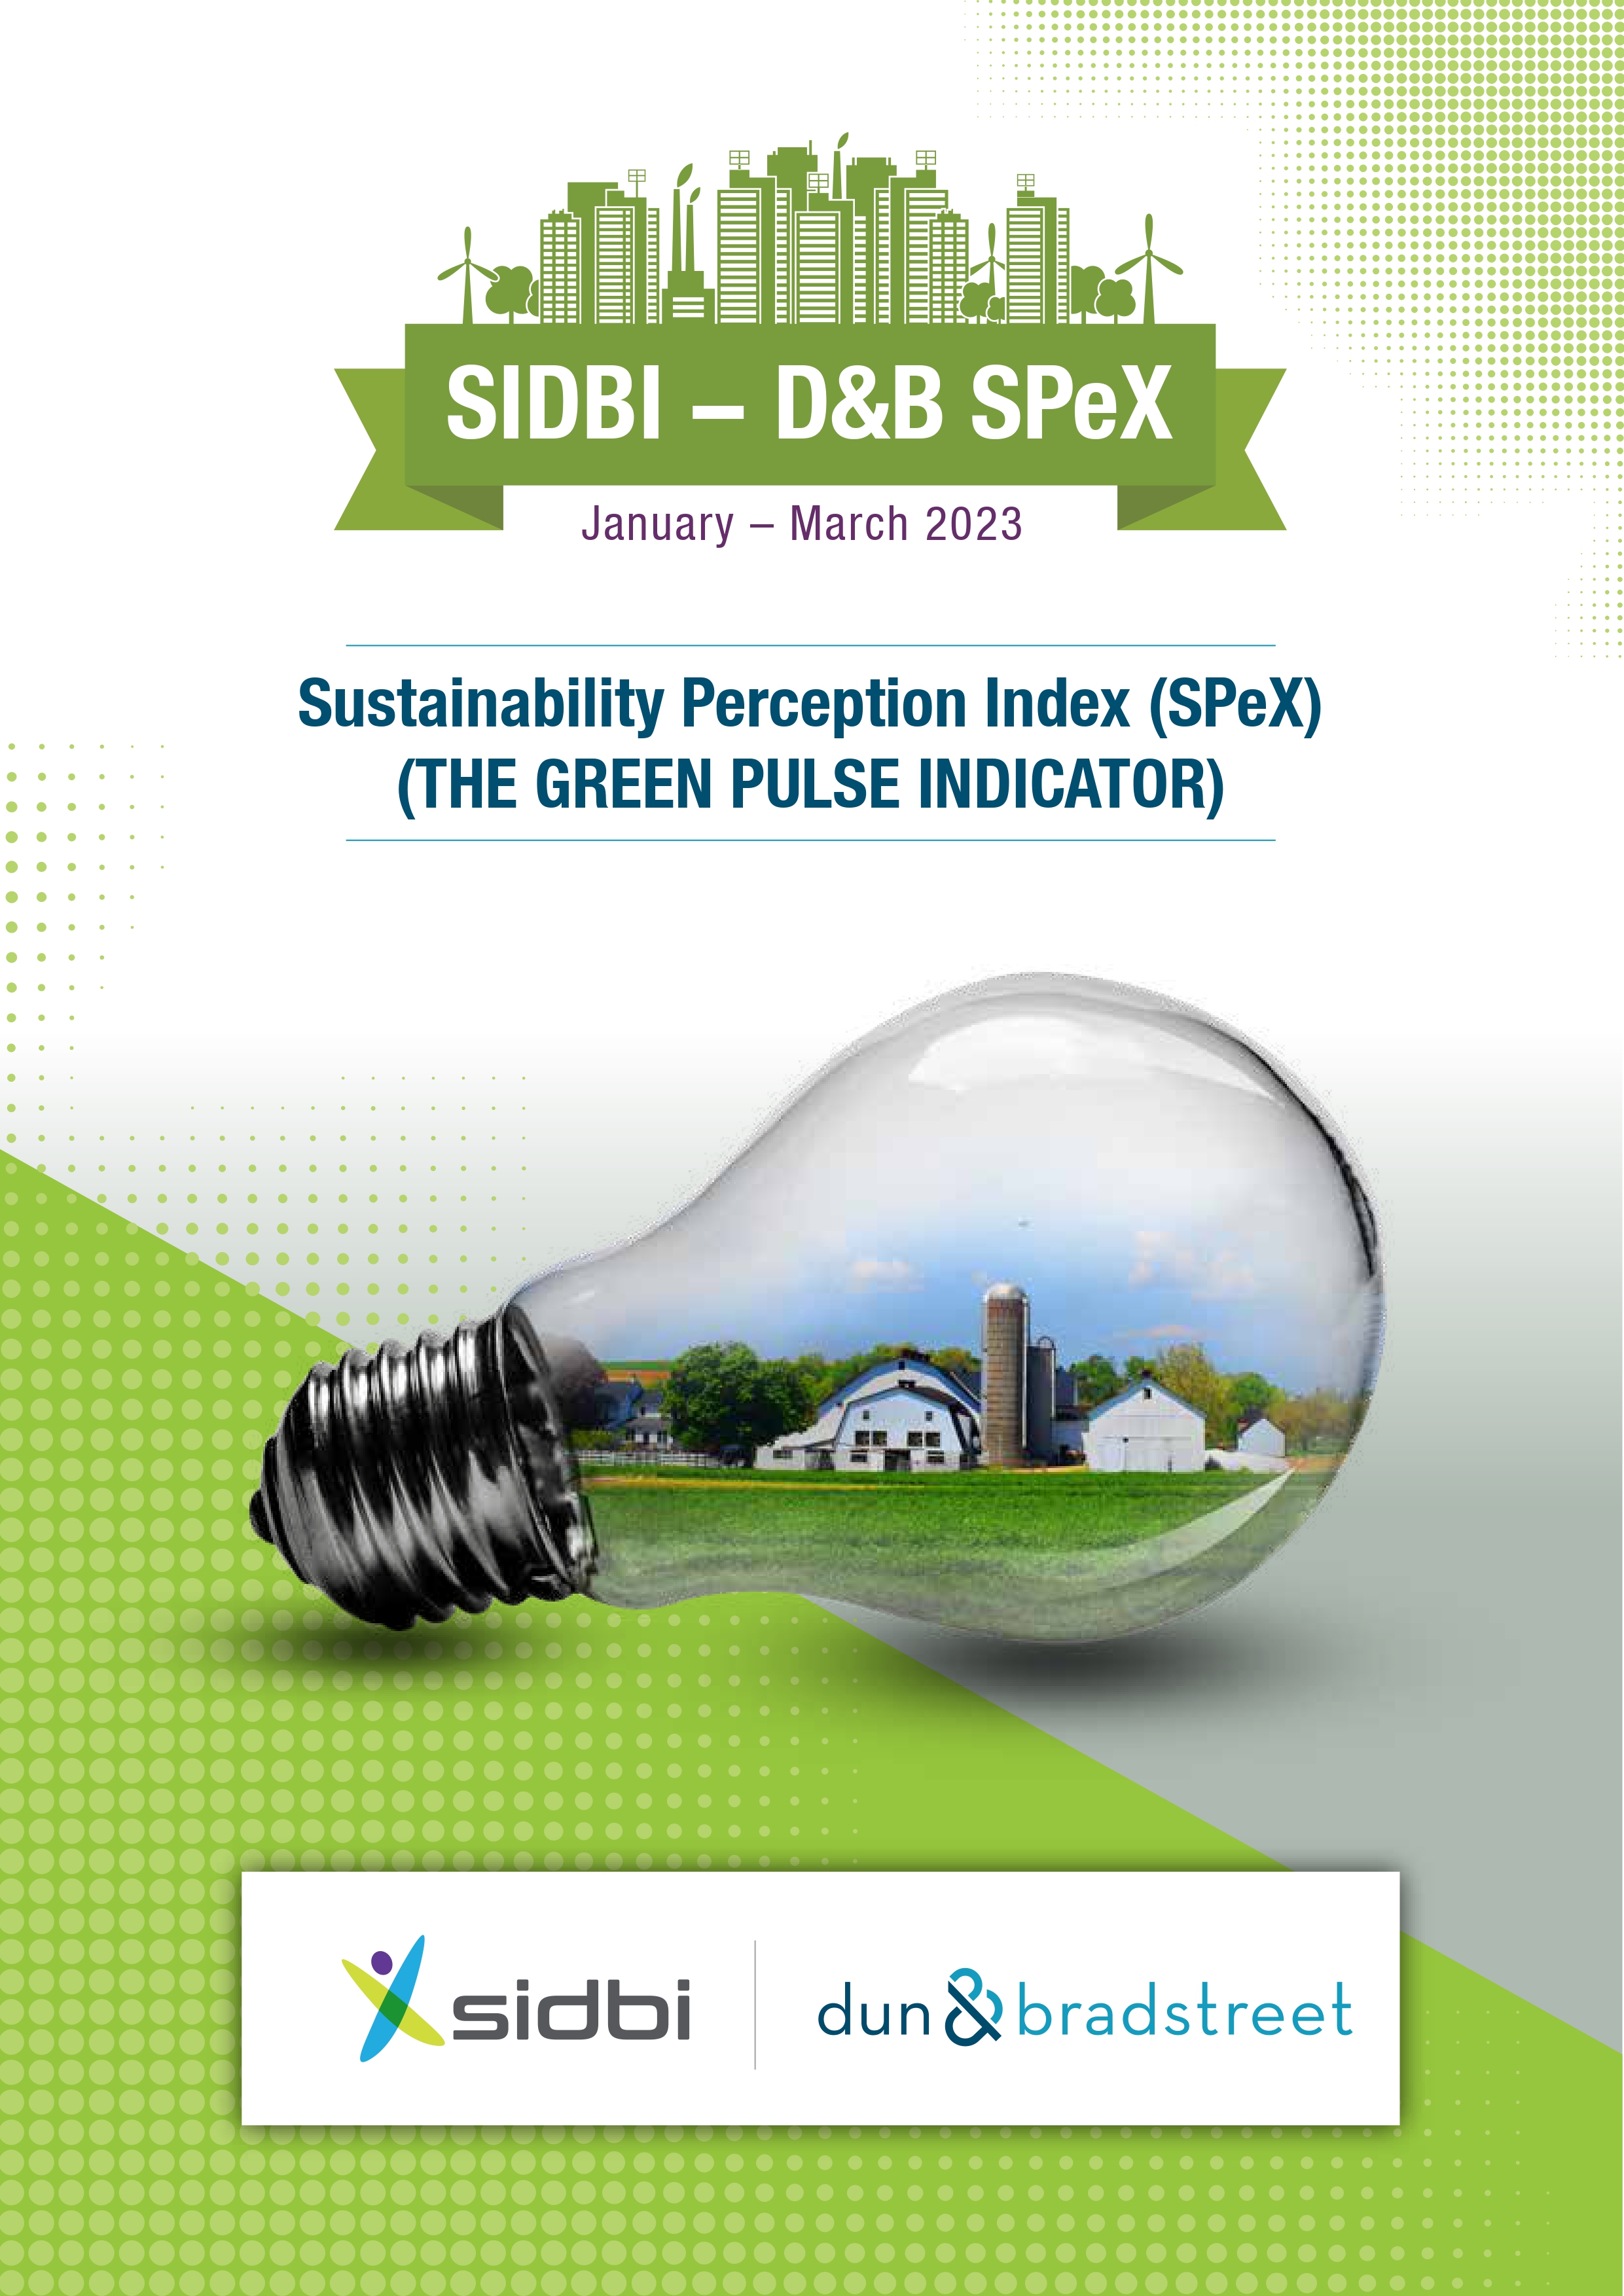 SIDBI – D&B SPeX
January – March 2023
Sustainability Perception Index (SPeX)
(THE GREEN PULSE INDICATOR)
sidbi
dun & bradstreet